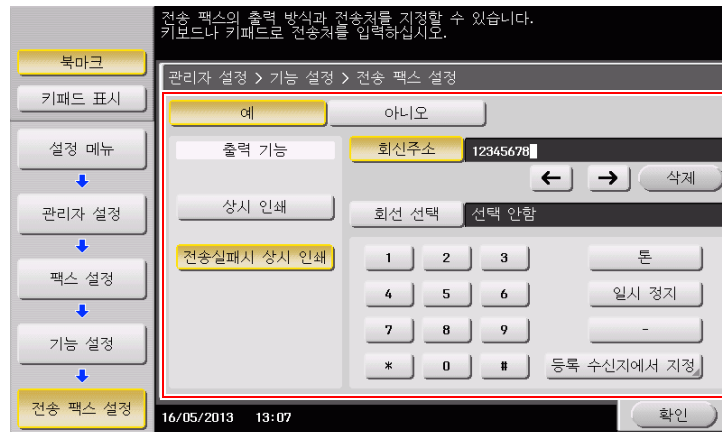 전송 팩스의 출력 방식과 전송처를 지정할 수 있습니다.
키보드나 키패드로 전송처를 입력하십시오.
북마크
키패드 표시
설정 메뉴
관리자 설정
팩스 설정
기능 설정
전송 팩스 설정
관리자 설정 > 기능 설정 > 전송 팩스 설정
예 아니오
출력 기능
상시 인쇄
전송실패시 상시 인쇄
회신주소 12345678
← → 삭제
회선 선택 선택 안함
1 2 3 톤
4 5 6 일시 정지
7 8 9 -
* 0 # 등록 수신지에서 지정
16/05/2013 13:07
확인